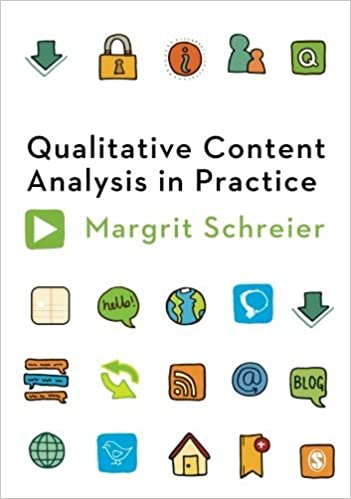 i
Q
Qualitative Content
Analysis in Practice
Margrit Schreier
hello!
@
BLOG
S